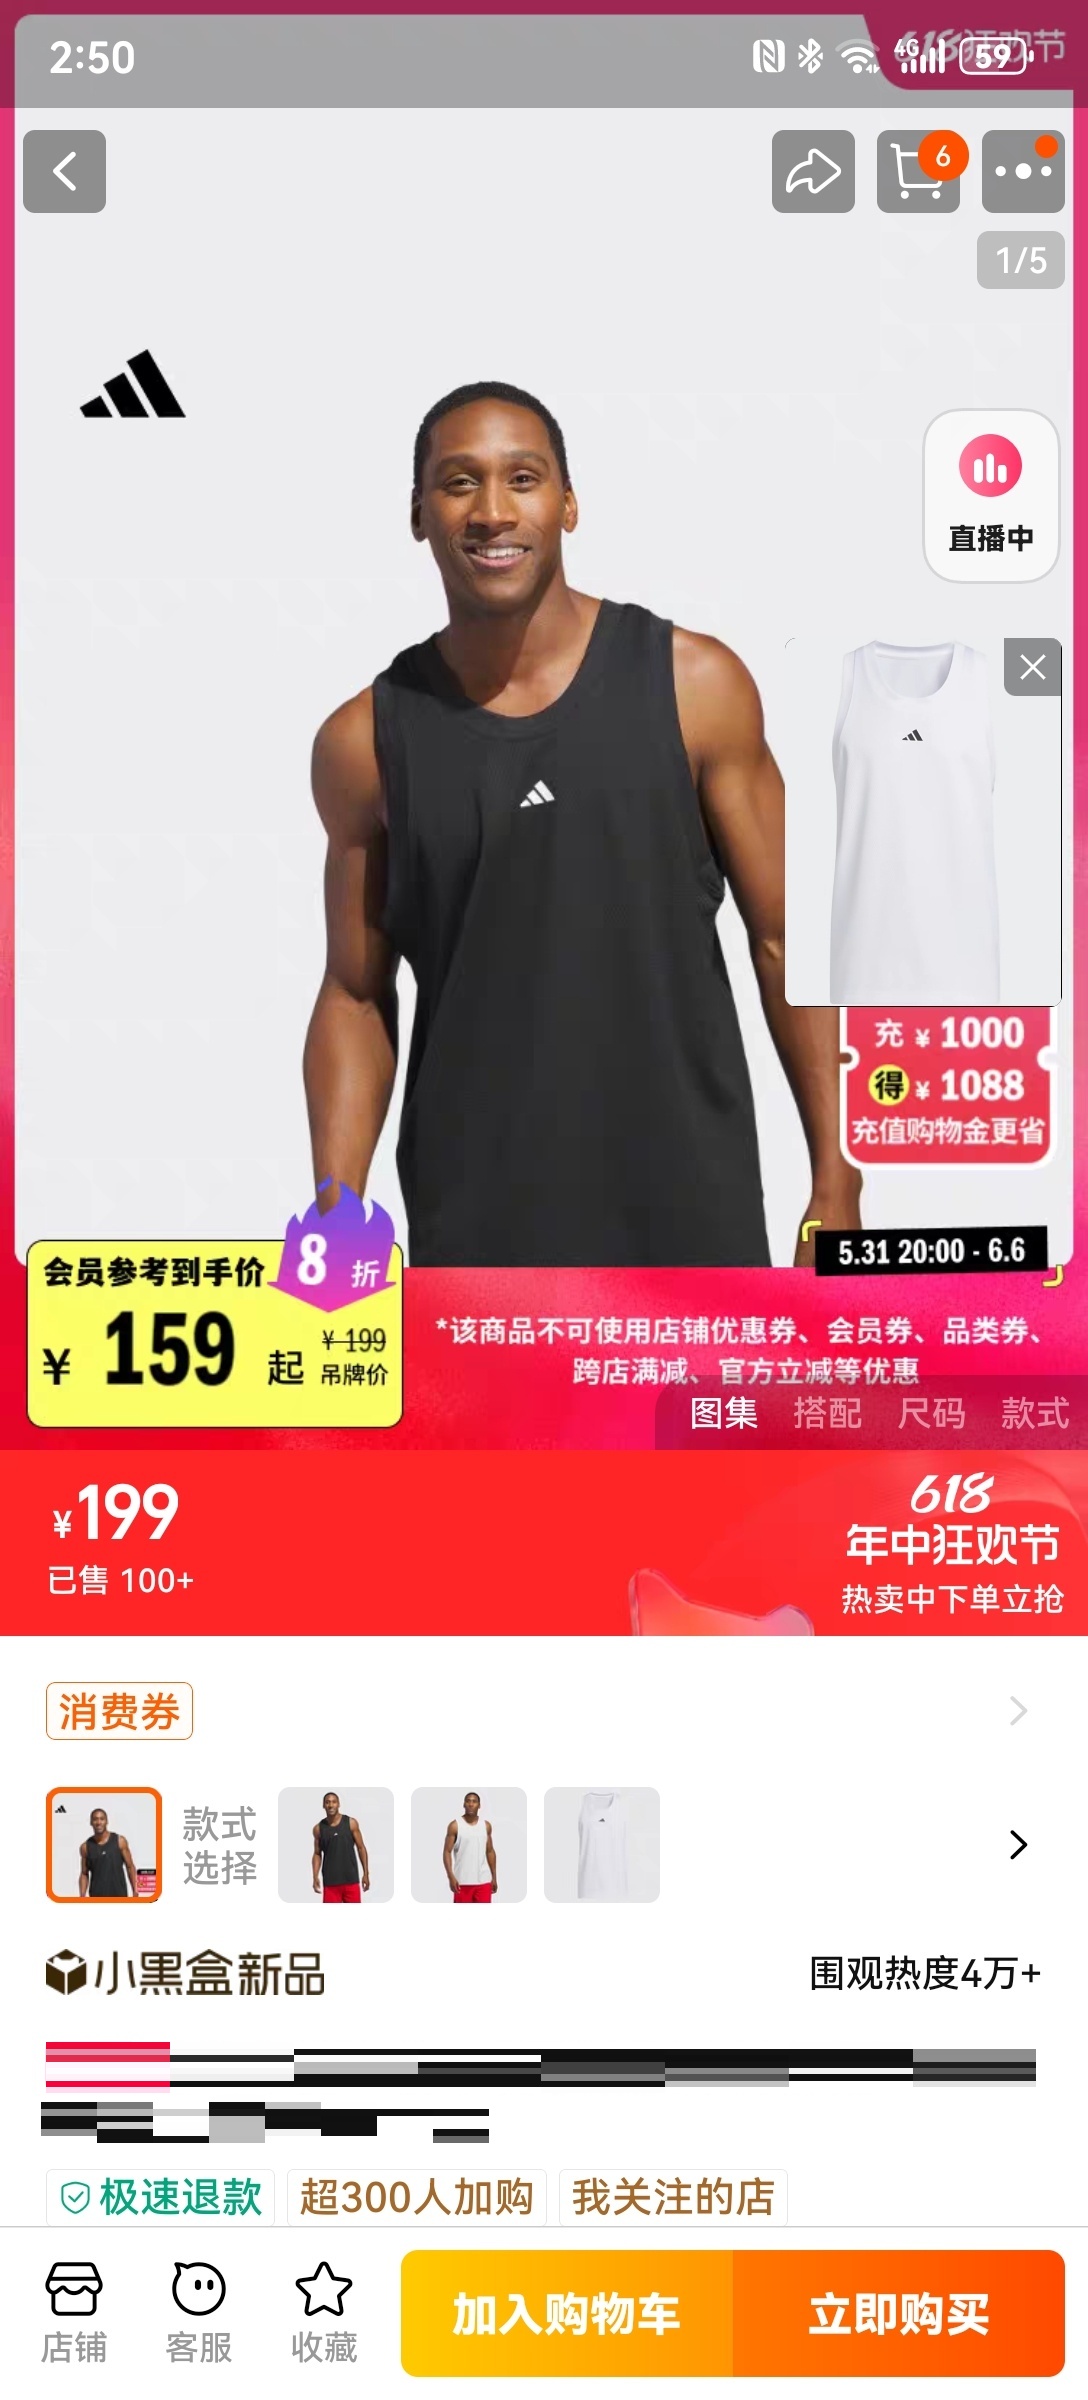 2:50
618狂欢节
4G
59
6
1/5
直播中
充 ¥ 1000
得 ¥ 1088
充值购物金更省
5.31 20:00 - 6.6
会员参考到手价
8 折
¥ 159 起
¥ 199
吊牌价
*该商品不可使用店铺优惠券、会员券、品类券、
跨店满减、官方立减等优惠
图集 搭配 尺码 款式
¥199
已售 100+
618
年中狂欢节
热卖中下单立抢
消费券
款式
选择
小黑盒新品
围观热度4万+
极速退款 超300人加购 我关注的店
店铺 客服 收藏 加入购物车 立即购买